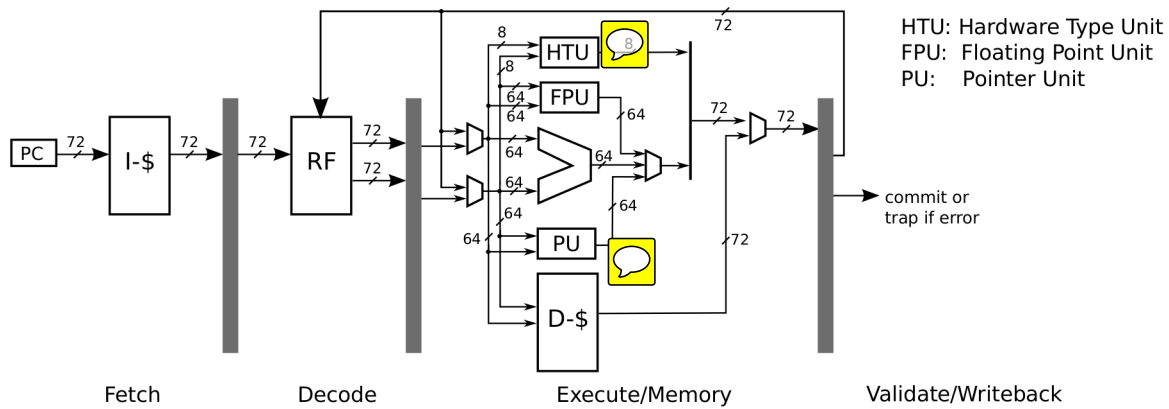 72
HTU: Hardware Type Unit
FPU: Floating Point Unit
PU: Pointer Unit
8
HTU
8
8
64
FPU
64
64
72
72
PC
72
I-$
72
72
RF
72
72
64
64
64
64
64
64
PU
72
D-$
commit or
trap if error
Fetch
Decode
Execute/Memory
Validate/Writeback